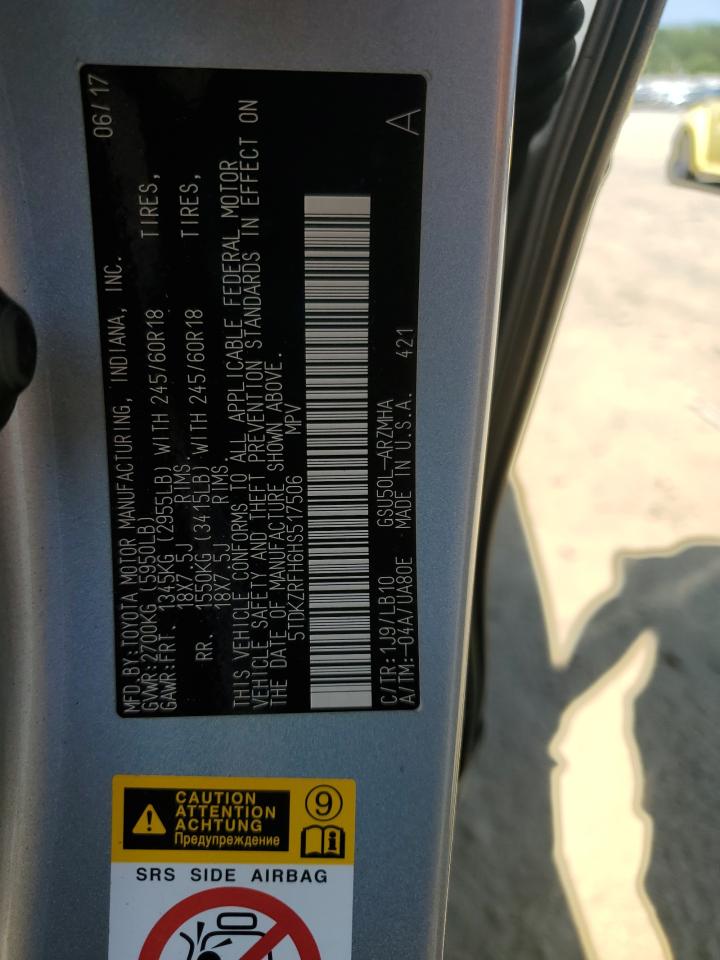 MFD BY:TOYOTA MOTOR MANUFACTURING, INDIANA, INC. 06/17
GVWR:2700KG (5950LB)
GAWR:FRT. 1345KG (2955LB) WITH 245/60R18 TIRES,
18X7.5J RIMS.
RR. 1550KG (3415LB) WITH 245/60R18 TIRES,
18X7.5J RIMS
THIS VEHICLE CONFORMS TO ALL APPLICABLE FEDERAL MOTOR
VEHICLE SAFETY AND THEFT PREVENTION STANDARDS IN EFFECT ON
THE DATE OF MANUFACTURE SHOWN ABOVE.
5TDKZRFH6HS517506 MPV
C/TR:1J9/LB10 GSU50L-ARZMHA A
A/TM:-04A/UA80E MADE IN U.S.A. 421
CAUTION
ATTENTION
ACHTUNG
Предупреждение
9
i
SRS SIDE AIRBAG